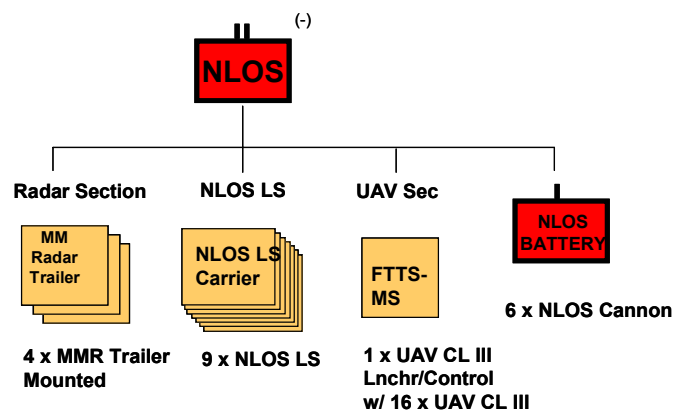 (-)
NLOS
Radar Section
NLOS LS
UAV Sec
MM
Radar
Trailer
NLOS LS
Carrier
FTTS-
MS
NLOS
BATTERY
4 x MMR Trailer
Mounted
9 x NLOS LS
1 x UAV CL III
Lnchr/Control
w/ 16 x UAV CL III
6 x NLOS Cannon